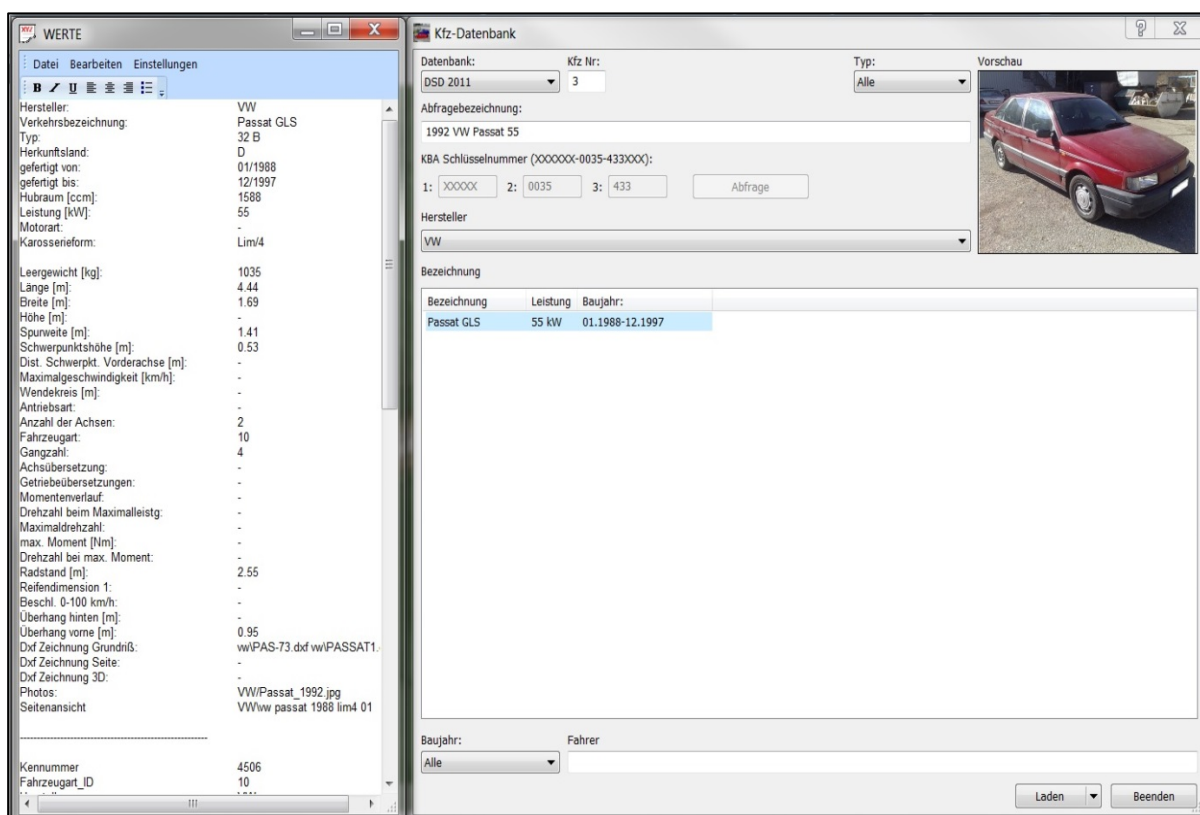 WERTE
Datei Bearbeiten Einstellungen
B I U
Hersteller: VW
Verkehrsbezeichnung: Passat GLS
Typ: 32 B
Herkunftsland: D
gefertigt von: 01/1988
gefertigt bis: 12/1997
Hubraum [ccm]: 1588
Leistung [kW]: 55
Motorart: -
Karosserieform: Lim/4
Leergewicht [kg]: 1035
Länge [m]: 4.44
Breite [m]: 1.69
Höhe [m]: -
Spurweite [m]: 1.41
Schwerpunktshöhe [m]: 0.53
Dist. Schwerpkt. Vorderachse [m]: -
Maximalgeschwindigkeit [km/h]: -
Wendekreis [m]: -
Antriebsart: -
Anzahl der Achsen: 2
Fahrzeugart: 10
Gangzahl: 4
Achsübersetzung: -
Getriebeübersetzungen: -
Momentenverlauf: -
Drehzahl beim Maximalleistg: -
Maximaldrehzahl: -
max. Moment [Nm]: -
Drehzahl bei max. Moment: -
Radstand [m]: 2.55
Reifendimension 1: -
Beschl. 0-100 km/h: -
Überhang hinten [m]: -
Überhang vorne [m]: 0.95
Dxf Zeichnung Grundriß: vw\PAS-73.dxf vw\PASSAT1.
Dxf Zeichnung Seite: -
Dxf Zeichnung 3D: -
Photos: VW/Passat_1992.jpg
Seitenansicht VW\vw passat 1988 lim4 01
--------------------------------------------------------
Kennummer 4506
Fahrzeugart_ID 10
Kfz-Datenbank
Datenbank: Kfz Nr: Typ: Vorschau
DSD 2011 3 Alle
Abfragebezeichnung:
1992 VW Passat 55
KBA Schlüsselnummer (XXXXXX-0035-433XXX):
1: XXXXX 2: 0035 3: 433 Abfrage
Hersteller
VW
Bezeichnung
Bezeichnung Leistung Baujahr:
Passat GLS 55 kW 01.1988-12.1997
Baujahr: Fahrer
Alle
Laden Beenden